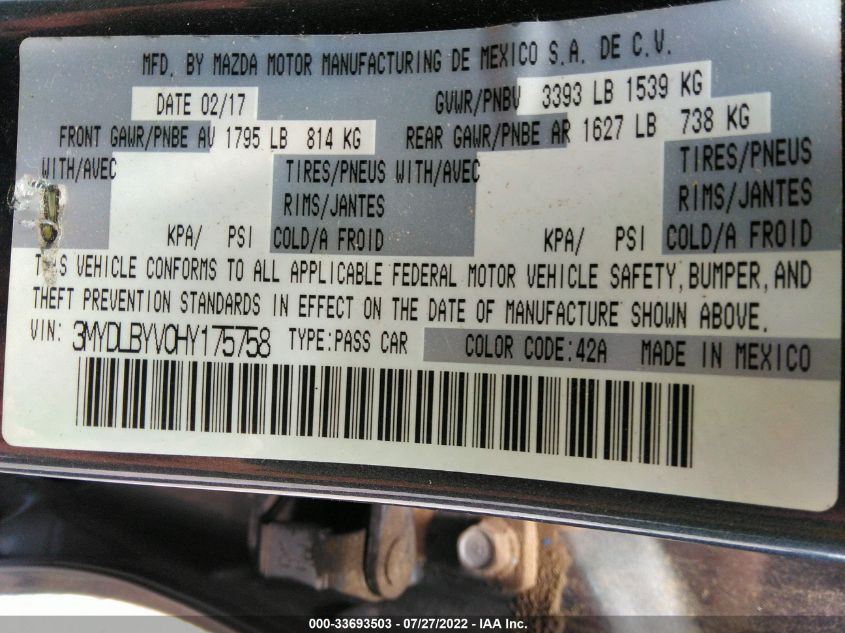 MFD. BY MAZDA MOTOR MANUFACTURING DE MEXICO S.A. DE C.V.
DATE 02/17 GVWR/PNBV 3393 LB 1539 KG
FRONT GAWR/PNBE AV 1795 LB 814 KG REAR GAWR/PNBE AR 1627 LB 738 KG
WITH/AVEC TIRES/PNEUS WITH/AVEC TIRES/PNEUS
RIMS/JANTES RIMS/JANTES
KPA/ PSI COLD/A FROID KPA/ PSI COLD/A FROID
THIS VEHICLE CONFORMS TO ALL APPLICABLE FEDERAL MOTOR VEHICLE SAFETY, BUMPER, AND
THEFT PREVENTION STANDARDS IN EFFECT ON THE DATE OF MANUFACTURE SHOWN ABOVE.
VIN: 3MYDLBYV0HY175758 TYPE:PASS CAR COLOR CODE:42A MADE IN MEXICO
000-33693503 / 07/27/2022 - IAA Inc.